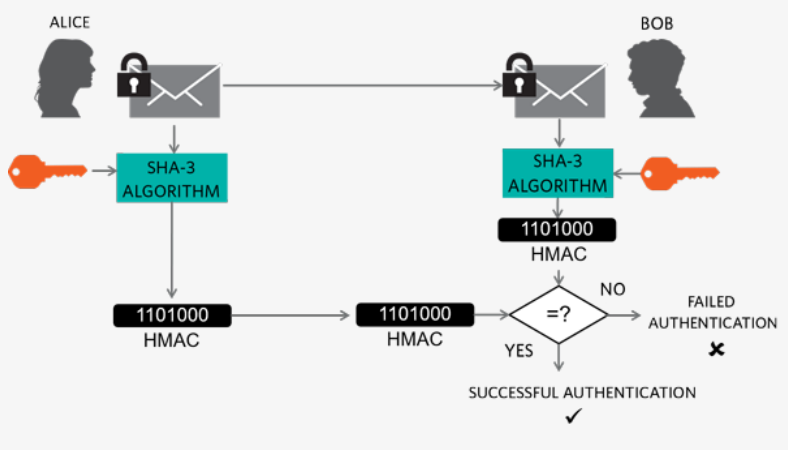 ALICE
BOB
SHA-3
ALGORITHM
SHA-3
ALGORITHM
1101000
HMAC
1101000
HMAC
1101000
HMAC
=?
NO
YES
FAILED
AUTHENTICATION
SUCCESSFUL AUTHENTICATION